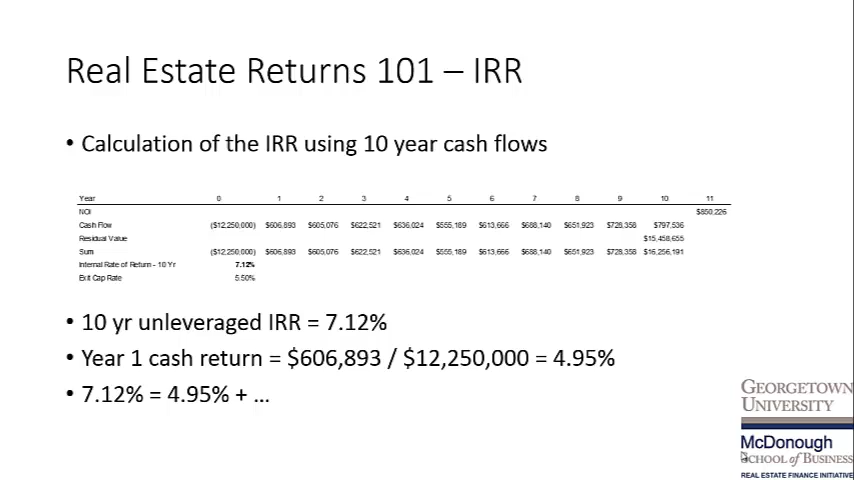 Real Estate Returns 101 – IRR
• Calculation of the IRR using 10 year cash flows
Year 0 1 2 3 4 5 6 7 8 9 10 11
NOI $850,226
Cash Flow ($12,250,000) $606,893 $605,076 $622,521 $636,024 $555,189 $613,666 $688,140 $651,923 $728,358 $797,536
Residual Value $15,458,655
Sum ($12,250,000) $606,893 $605,076 $622,521 $636,024 $555,189 $613,666 $688,140 $651,923 $728,358 $16,256,191
Internal Rate of Return - 10 Yr 7.12%
Exit Cap Rate 5.50%
• 10 yr unleveraged IRR = 7.12%
• Year 1 cash return = $606,893 / $12,250,000 = 4.95%
• 7.12% = 4.95% + …
GEORGETOWN
UNIVERSITY
McDonough
SCHOOL of BUSINESS
REAL ESTATE FINANCE INITIATIVE